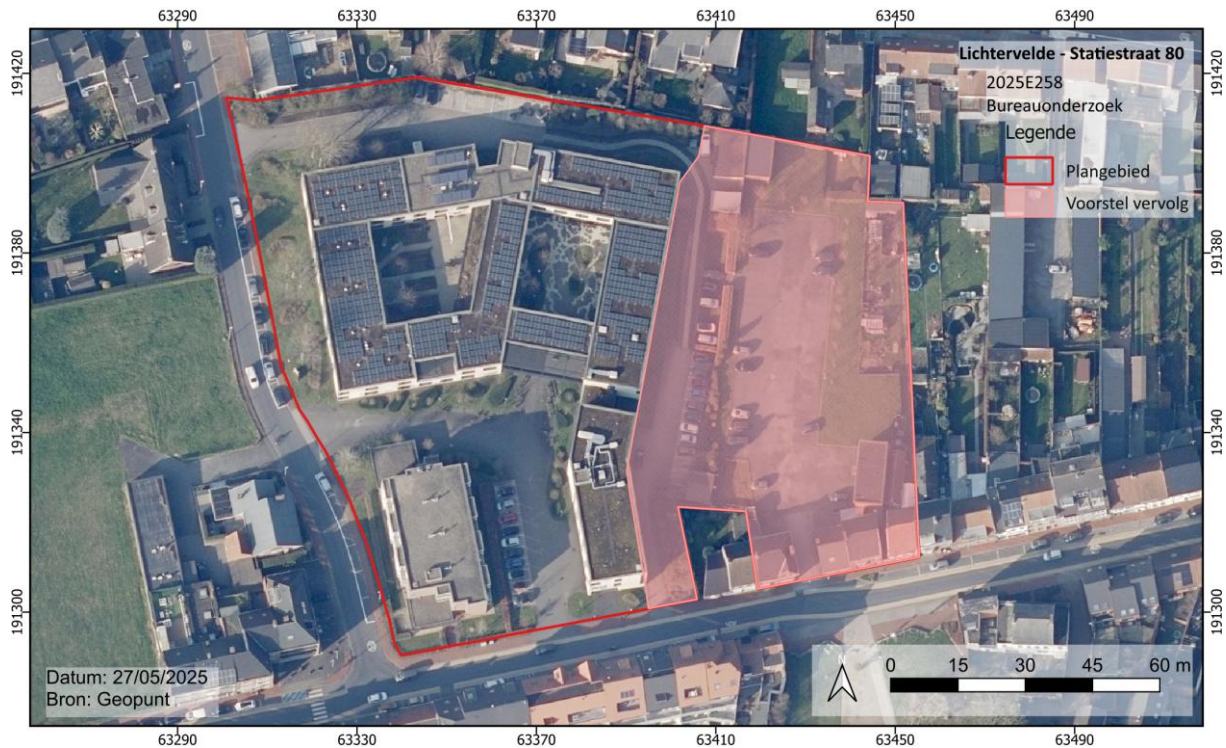 63290 63330 63370 63410 63450 63490
191420 191420
191380 191380
191340 191340
191300 191300
Lichtervelde - Statiestraat 80
2025E258
Bureauonderzoek
Legende
Plangebied
Voorstel vervolg
Datum: 27/05/2025
Bron: Geopunt
0 15 30 45 60 m
63290 63330 63370 63410 63450 63490